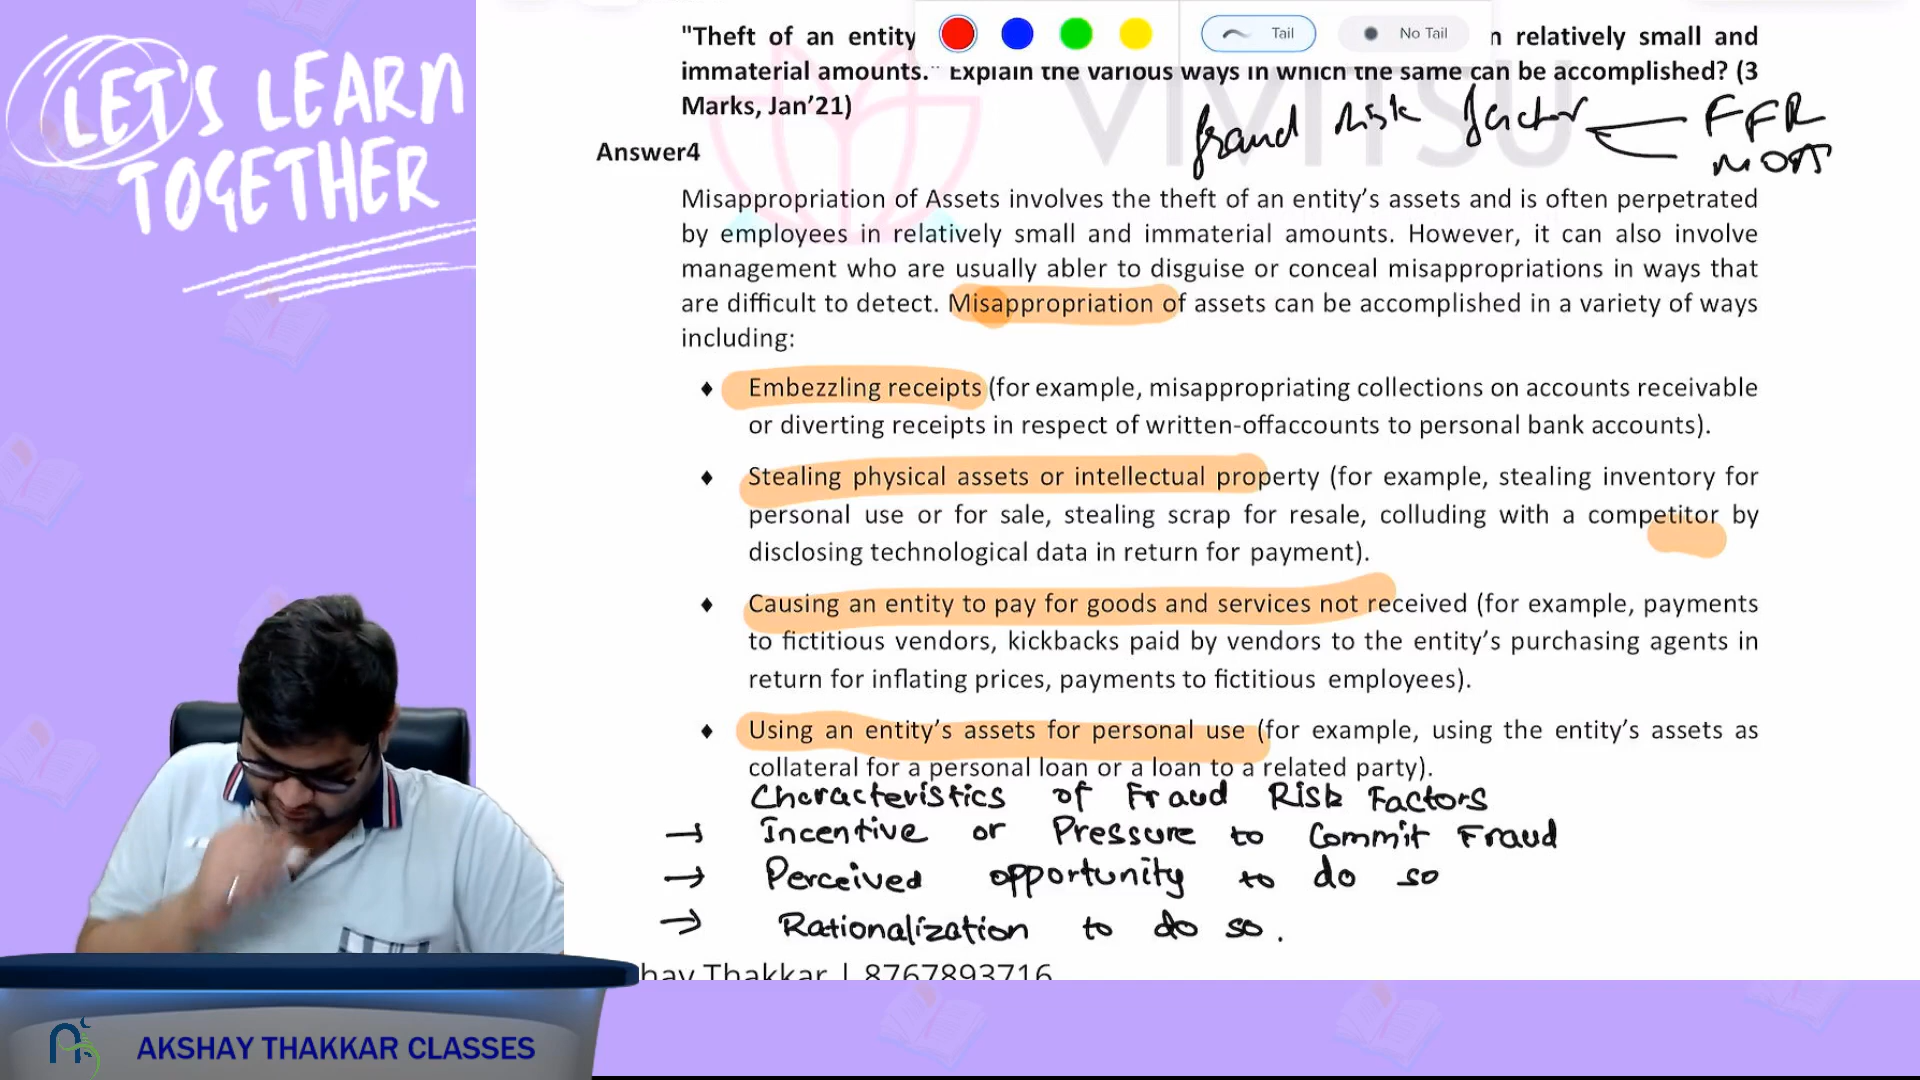 LET'S LEARN
TOGETHER
Tail
No Tail
"Theft of an entity n relatively small and
immaterial amounts." Explain the various ways in which the same can be accomplished? (3
Marks, Jan'21)
VIVITSU
fraud Risk factor FFR
MOA
Answer4
Misappropriation of Assets involves the theft of an entity's assets and is often perpetrated
by employees in relatively small and immaterial amounts. However, it can also involve
management who are usually abler to disguise or conceal misappropriations in ways that
are difficult to detect. Misappropriation of assets can be accomplished in a variety of ways
including:
♦ Embezzling receipts (for example, misappropriating collections on accounts receivable
or diverting receipts in respect of written-offaccounts to personal bank accounts).
♦ Stealing physical assets or intellectual property (for example, stealing inventory for
personal use or for sale, stealing scrap for resale, colluding with a competitor by
disclosing technological data in return for payment).
♦ Causing an entity to pay for goods and services not received (for example, payments
to fictitious vendors, kickbacks paid by vendors to the entity's purchasing agents in
return for inflating prices, payments to fictitious employees).
♦ Using an entity's assets for personal use (for example, using the entity's assets as
collateral for a personal loan or a loan to a related party).
Characteristics of Fraud Risk Factors
→ Incentive or Pressure to Commit Fraud
→ Perceived opportunity to do so
→ Rationalization to do so.
hay Thakkar | 8767893716
AKSHAY THAKKAR CLASSES